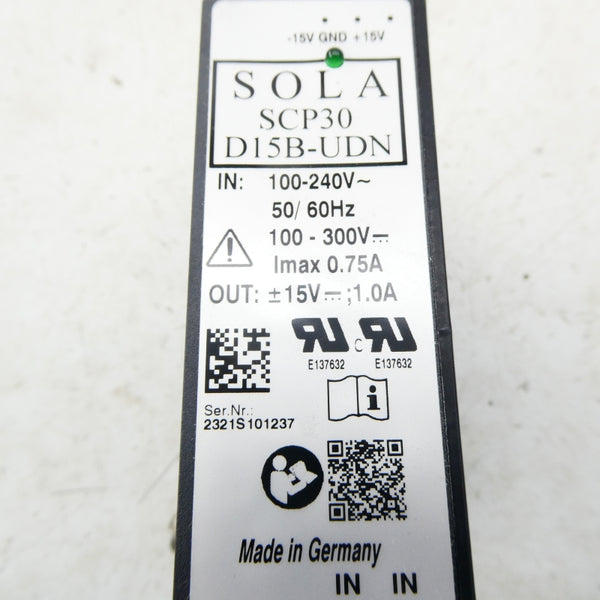 -15V GND +15V
SOLA
SCP30
D15B-UDN
IN: 100-240V~
50/ 60Hz
100 - 300V⎓
Imax 0.75A
OUT: ±15V⎓;1.0A
c
E137632 E137632
i
Ser.Nr.:
2321S101237
Made in Germany
IN IN